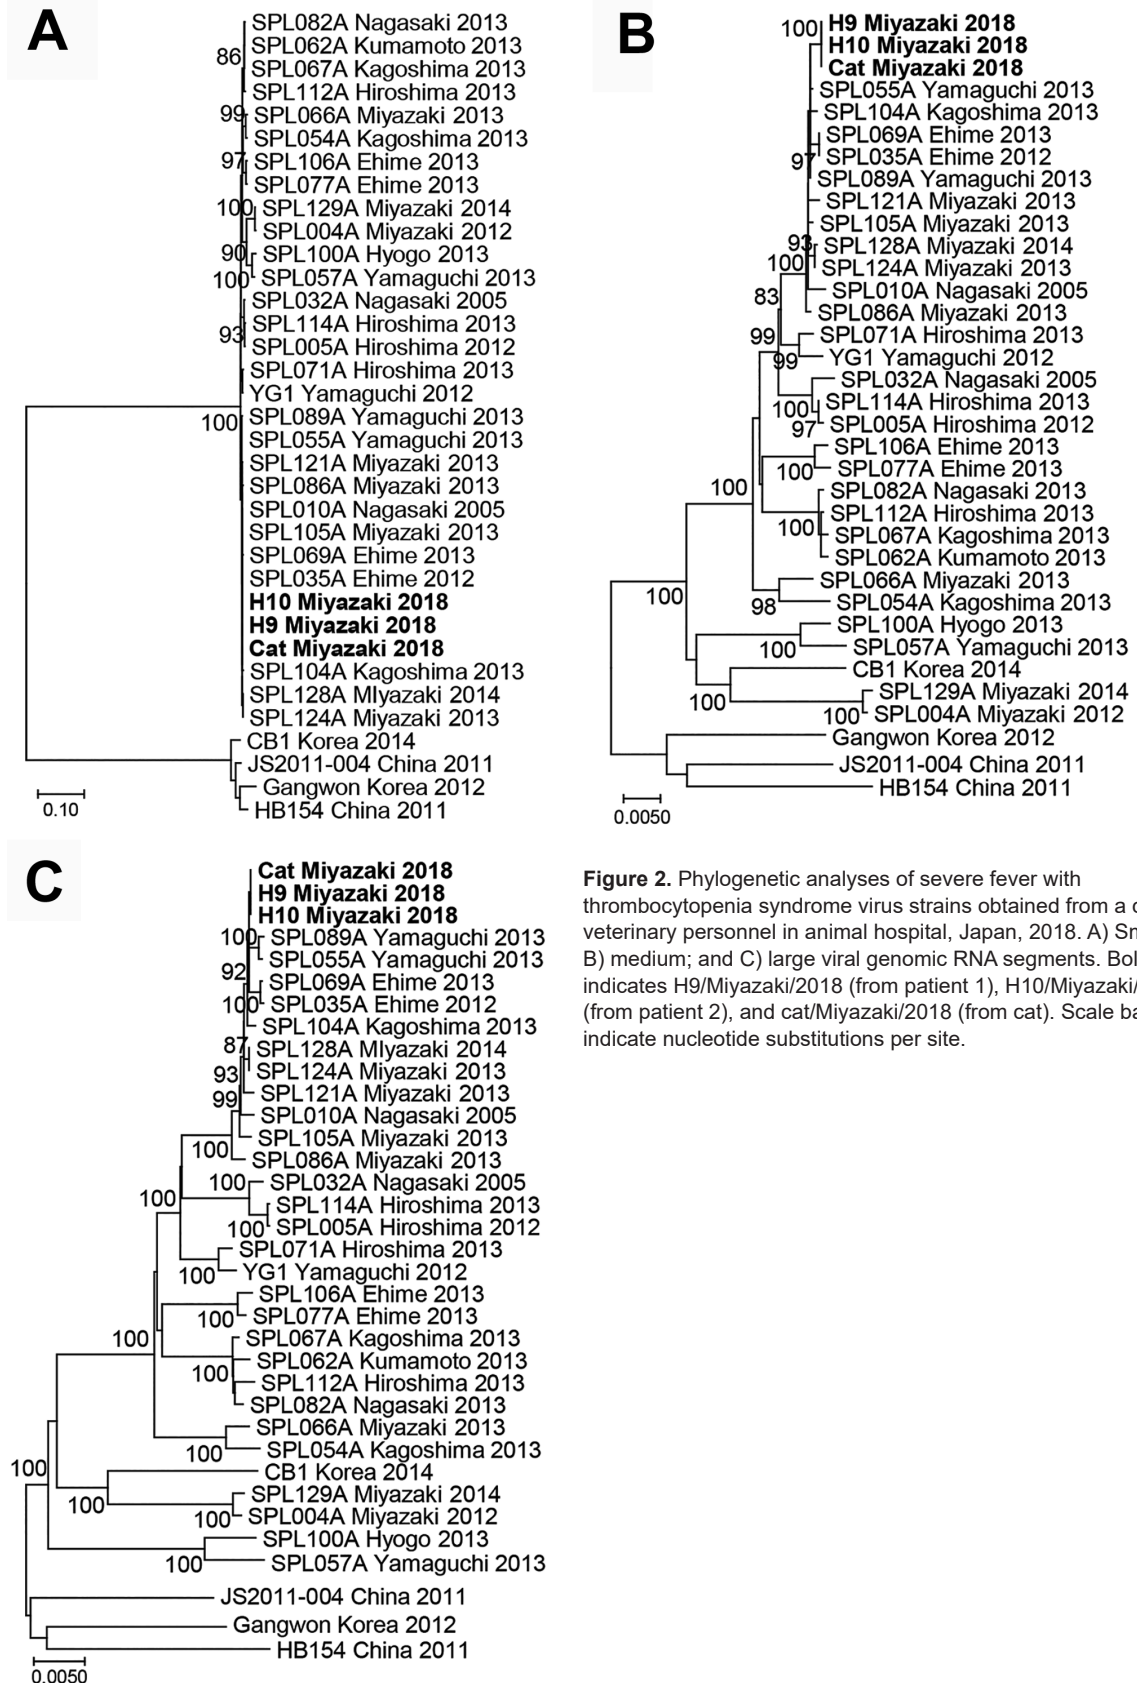 A
SPL082A Nagasaki 2013
SPL062A Kumamoto 2013
86
SPL067A Kagoshima 2013
SPL112A Hiroshima 2013
99
SPL066A Miyazaki 2013
SPL054A Kagoshima 2013
97
SPL106A Ehime 2013
SPL077A Ehime 2013
100
SPL129A Miyazaki 2014
SPL004A Miyazaki 2012
90
SPL100A Hyogo 2013
100
SPL057A Yamaguchi 2013
SPL032A Nagasaki 2005
SPL114A Hiroshima 2013
93
SPL005A Hiroshima 2012
SPL071A Hiroshima 2013
YG1 Yamaguchi 2012
100
SPL089A Yamaguchi 2013
SPL055A Yamaguchi 2013
SPL121A Miyazaki 2013
SPL086A Miyazaki 2013
SPL010A Nagasaki 2005
SPL105A Miyazaki 2013
SPL069A Ehime 2013
SPL035A Ehime 2012
H10 Miyazaki 2018
H9 Miyazaki 2018
Cat Miyazaki 2018
SPL104A Kagoshima 2013
SPL128A MIyazaki 2014
SPL124A Miyazaki 2013
CB1 Korea 2014
JS2011-004 China 2011
Gangwon Korea 2012
HB154 China 2011
0.10
B
100
H9 Miyazaki 2018
H10 Miyazaki 2018
Cat Miyazaki 2018
SPL055A Yamaguchi 2013
SPL104A Kagoshima 2013
SPL069A Ehime 2013
97
SPL035A Ehime 2012
SPL089A Yamaguchi 2013
SPL121A Miyazaki 2013
SPL105A Miyazaki 2013
93
SPL128A Miyazaki 2014
100
SPL124A Miyazaki 2013
83
SPL010A Nagasaki 2005
SPL086A Miyazaki 2013
99
SPL071A Hiroshima 2013
99
YG1 Yamaguchi 2012
SPL032A Nagasaki 2005
100
SPL114A Hiroshima 2013
97
SPL005A Hiroshima 2012
SPL106A Ehime 2013
100
SPL077A Ehime 2013
100
SPL082A Nagasaki 2013
SPL112A Hiroshima 2013
100
SPL067A Kagoshima 2013
SPL062A Kumamoto 2013
SPL066A Miyazaki 2013
100
98
SPL054A Kagoshima 2013
SPL100A Hyogo 2013
100
SPL057A Yamaguchi 2013
CB1 Korea 2014
100
SPL129A Miyazaki 2014
100
SPL004A Miyazaki 2012
Gangwon Korea 2012
JS2011-004 China 2011
HB154 China 2011
0.0050
C
Cat Miyazaki 2018
H9 Miyazaki 2018
H10 Miyazaki 2018
100
SPL089A Yamaguchi 2013
SPL055A Yamaguchi 2013
92
SPL069A Ehime 2013
100
SPL035A Ehime 2012
SPL104A Kagoshima 2013
87
SPL128A MIyazaki 2014
93
SPL124A Miyazaki 2013
99
SPL121A Miyazaki 2013
SPL010A Nagasaki 2005
SPL105A Miyazaki 2013
100
SPL086A Miyazaki 2013
100
SPL032A Nagasaki 2005
100
SPL114A Hiroshima 2013
100
SPL005A Hiroshima 2012
SPL071A Hiroshima 2013
100
YG1 Yamaguchi 2012
SPL106A Ehime 2013
100
SPL077A Ehime 2013
100
SPL067A Kagoshima 2013
SPL062A Kumamoto 2013
100
SPL112A Hiroshima 2013
SPL082A Nagasaki 2013
SPL066A Miyazaki 2013
100
SPL054A Kagoshima 2013
100
CB1 Korea 2014
SPL129A Miyazaki 2014
100
100
SPL004A Miyazaki 2012
SPL100A Hyogo 2013
100
SPL057A Yamaguchi 2013
JS2011-004 China 2011
Gangwon Korea 2012
HB154 China 2011
0.0050
Figure 2. Phylogenetic analyses of severe fever with
thrombocytopenia syndrome virus strains obtained from a
veterinary personnel in animal hospital, Japan, 2018. A)
B) medium; and C) large viral genomic RNA segments.
indicates H9/Miyazaki/2018 (from patient 1), H10/Miyazaki/
(from patient 2), and cat/Miyazaki/2018 (from cat). Scale
indicate nucleotide substitutions per site.